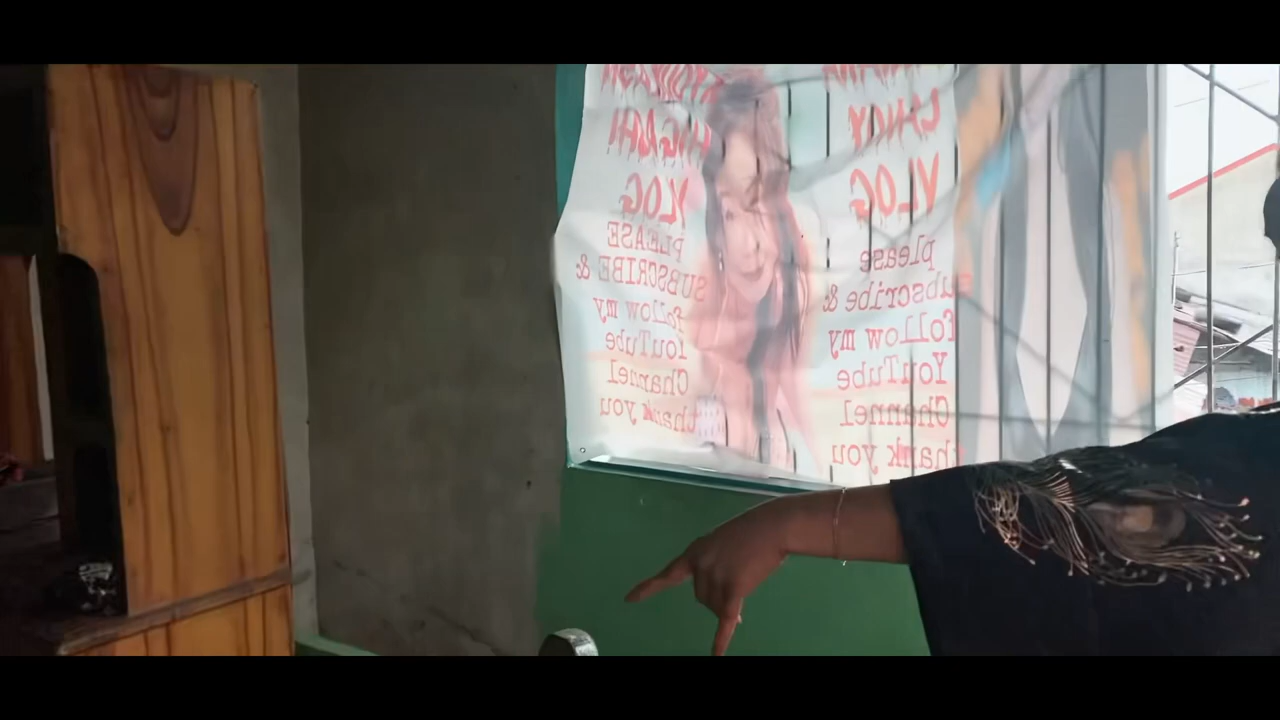 VLOG
PLEASE
SUBSCRIBE &
follow my
YouTube
Channel
thank you
VLOG
please
subscribe &
follow my
YouTube
Channel
thank you